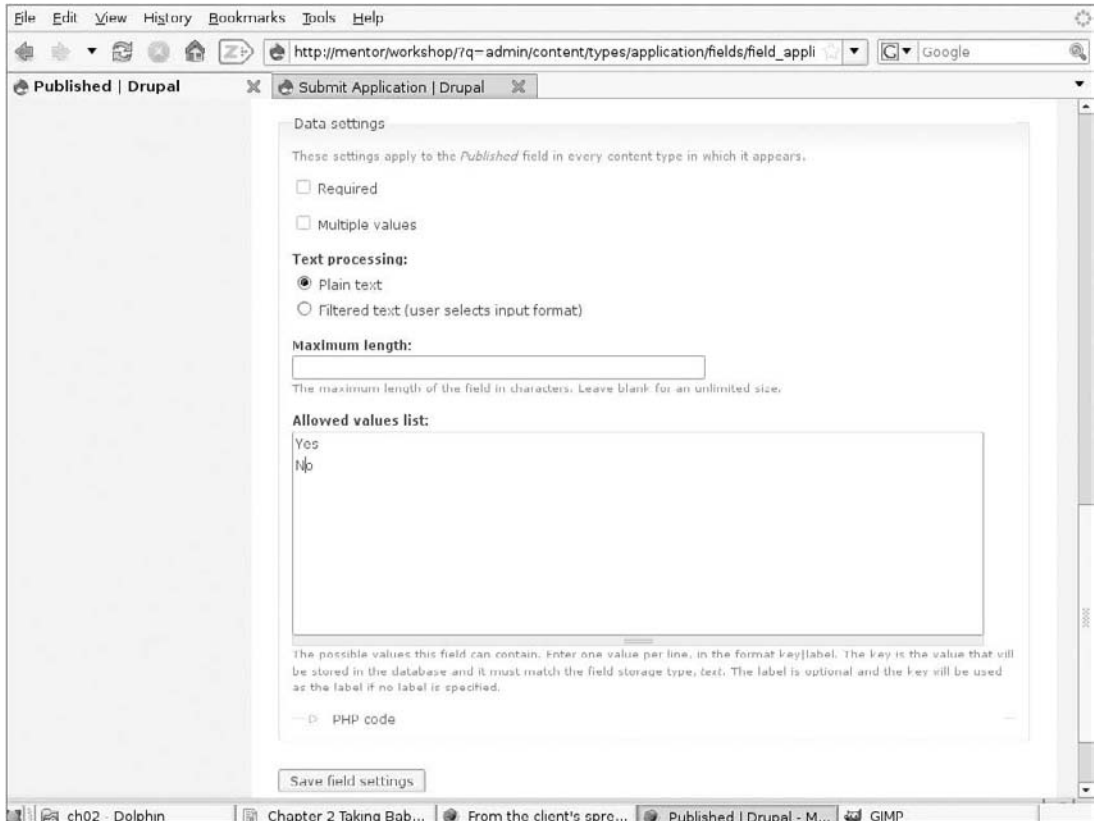 File Edit View History Bookmarks Tools Help
http://mentor/workshop/?q=admin/content/types/application/fields/field_appli
G Google
Published | Drupal
Submit Application | Drupal
Data settings
These settings apply to the Published field in every content type in which it appears.
Required
Multiple values
Text processing:
Plain text
Filtered text (user selects input format)
Maximum length:
The maximum length of the field in characters. Leave blank for an unlimited size.
Allowed values list:
Yes
No
The possible values this field can contain. Enter one value per line, in the format key|label. The key is the value that will
be stored in the database and it must match the field storage type, text. The label is optional and the key will be used
as the label if no label is specified.
PHP code
Save field settings
ch02 - Dolphin
Chapter 2 Taking Bab...
From the client's spre...
Published | Drupal - M...
GIMP